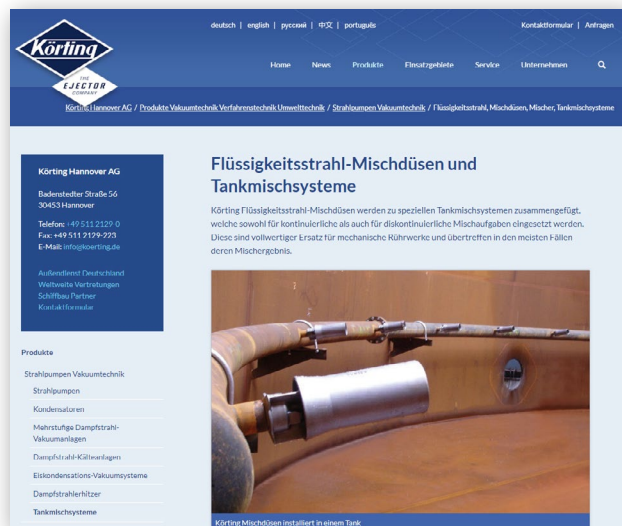 deutsch | english | русский | 中文 | português
Kontaktformular | Anfragen
Körting
THE
EJECTOR
COMPANY
Home News Produkte Einsatzgebiete Service Unternehmen
Körting Hannover AG / Produkte Vakuumtechnik Verfahrenstechnik Umwelttechnik / Strahlpumpen Vakuumtechnik / Flüssigkeitsstrahl, Mischdüsen, Mischer, Tankmischsysteme
Körting Hannover AG
Badenstedter Straße 56
30453 Hannover
Telefon: +49 511 2129-0
Fax: +49 511 2129-223
E-Mail: info@koerting.de
Außendienst Deutschland
Weltweite Vertretungen
Schiffbau Partner
Kontaktformular
Produkte
Strahlpumpen Vakuumtechnik
Strahlpumpen
Kondensatoren
Mehrstufige Dampfstrahl-
Vakuumanlagen
Dampfstrahl-Kälteanlagen
Eiskondensations-Vakuumsysteme
Dampfstrahlerhitzer
Tankmischsysteme
Flüssigkeitsstrahl-Mischdüsen und
Tankmischsysteme
Körting Flüssigkeitsstrahl-Mischdüsen werden zu speziellen Tankmischsystemen zusammengefügt,
welche sowohl für kontinuierliche als auch für diskontinuierliche Mischaufgaben eingesetzt werden.
Diese sind vollwertiger Ersatz für mechanische Rührwerke und übertreffen in den meisten Fällen
deren Mischergebnis.
Körting Mischdüsen installiert in einem Tank